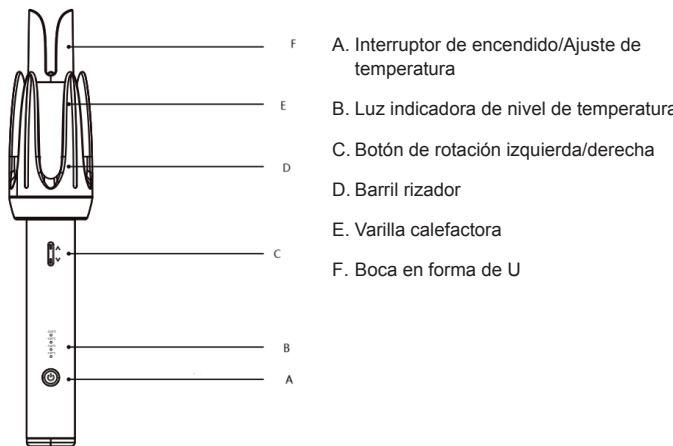 F
E
D
C
B
A
A. Interruptor de encendido/Ajuste de
temperatura
B. Luz indicadora de nivel de temperatura
C. Botón de rotación izquierda/derecha
D. Barril rizador
E. Varilla calefactora
F. Boca en forma de U